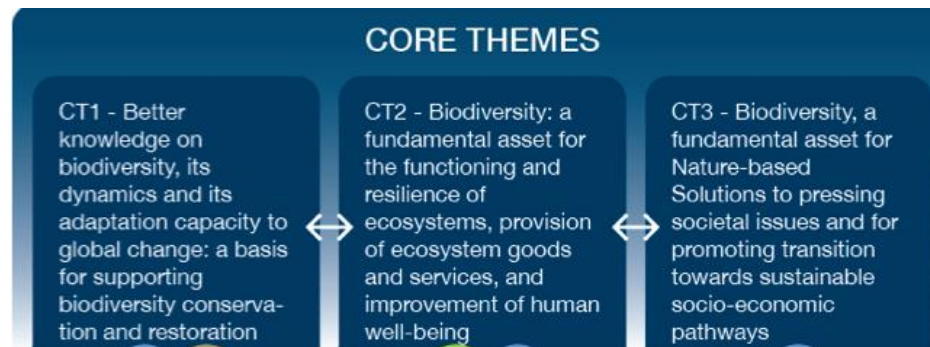 CORE THEMES
CT1 - Better
knowledge on
biodiversity, its
dynamics and its
adaptation capacity to
global change: a basis
for supporting
biodiversity conserva-
tion and restoration
CT2 - Biodiversity: a
fundamental asset for
the functioning and
resilience of
ecosystems, provision
of ecosystem goods
and services, and
improvement of human
well-being
CT3 - Biodiversity, a
fundamental asset for
Nature-based
Solutions to pressing
societal issues and for
promoting transition
towards sustainable
socio-economic
pathways